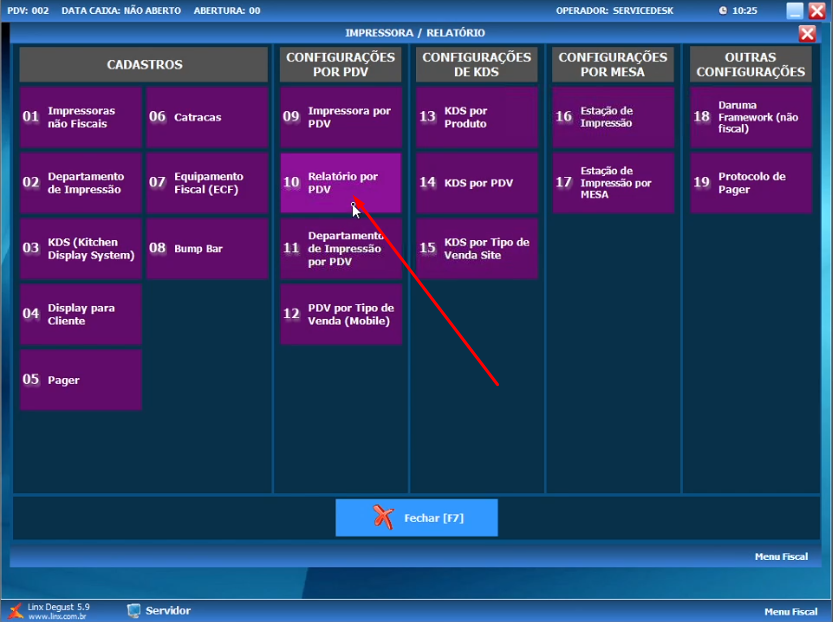 PDV: 002 DATA CAIXA: NÃO ABERTO ABERTURA: 00 OPERADOR: SERVICEDESK 10:25
IMPRESSORA / RELATÓRIO
CADASTROS
01 Impressoras
não Fiscais
06 Catracas
02 Departamento
de Impressão
07 Equipamento
Fiscal (ECF)
03 KDS (Kitchen
Display System)
08 Bump Bar
04 Display para
Cliente
05 Pager
CONFIGURAÇÕES
POR PDV
09 Impressora por
PDV
10 Relatório por
PDV
11 Departamento
de Impressão
por PDV
12 PDV por Tipo de
Venda (Mobile)
CONFIGURAÇÕES
DE KDS
13 KDS por
Produto
14 KDS por PDV
15 KDS por Tipo de
Venda Site
CONFIGURAÇÕES
POR MESA
16 Estação de
Impressão
17 Estação de
Impressão por
MESA
OUTRAS
CONFIGURAÇÕES
18 Daruma
Framework (não
fiscal)
19 Protocolo de
Pager
Fechar [F7]
Menu Fiscal
Linx Degust 5.9
www.linx.com.br
Servidor
Menu Fiscal